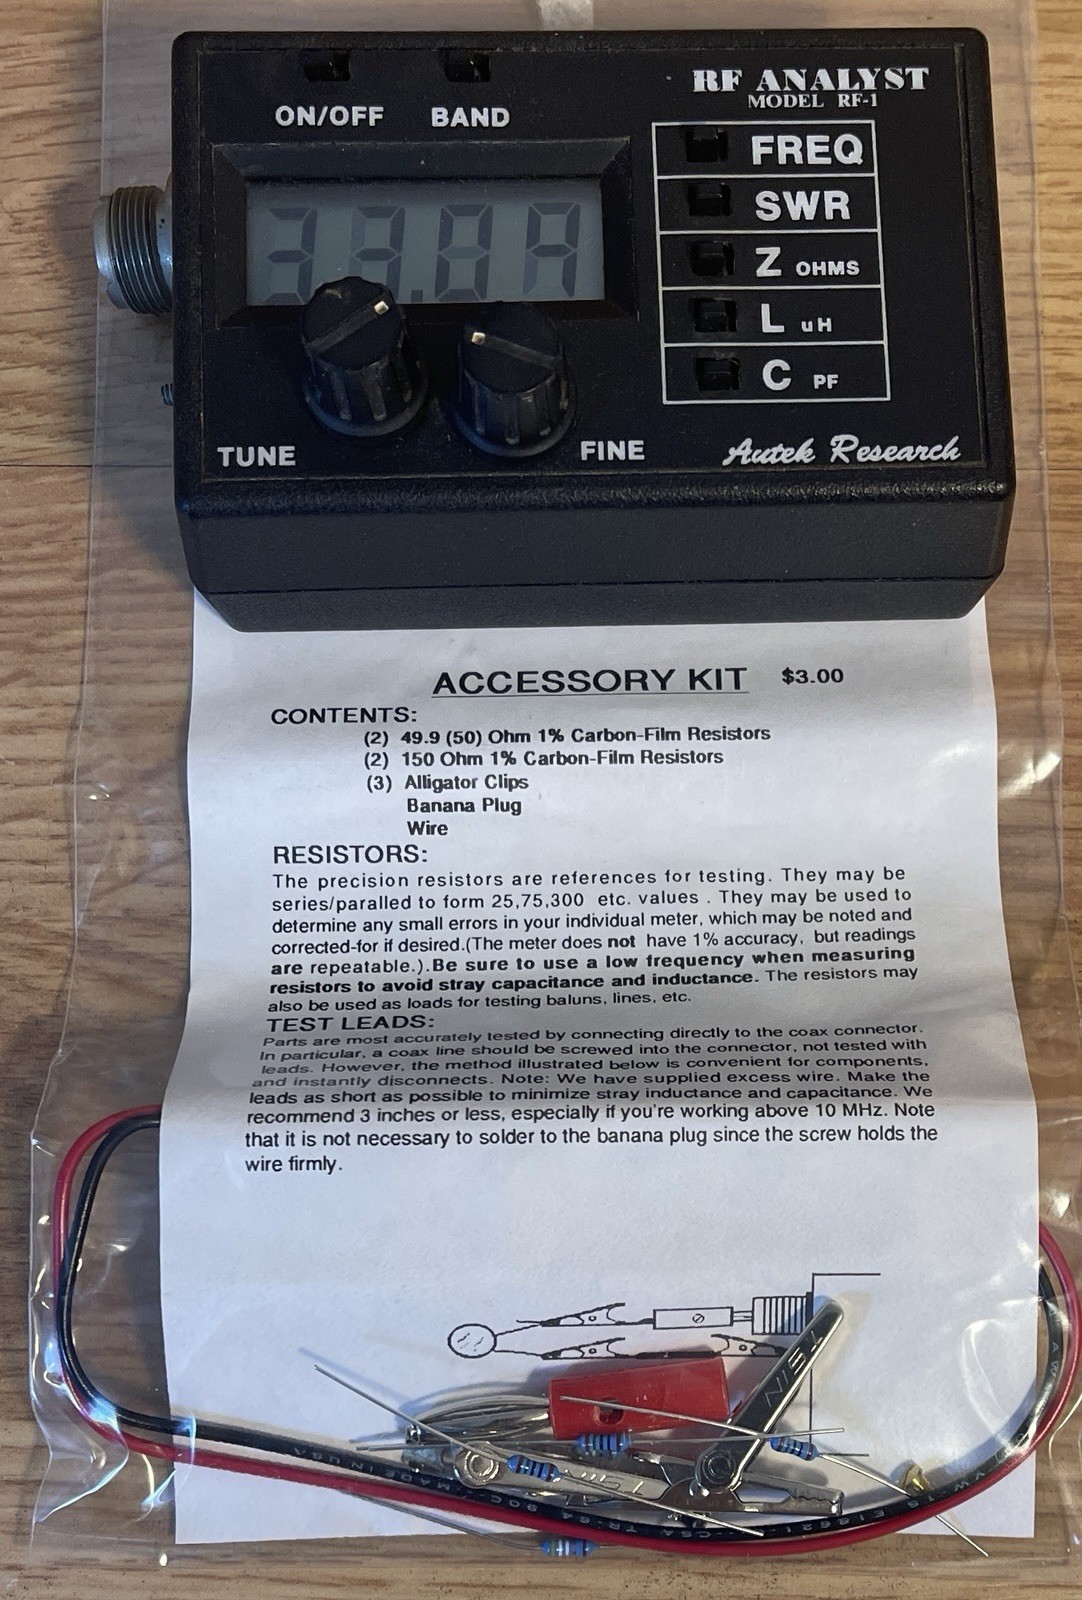 RF ANALYST
MODEL RF-1
ON/OFF BAND
FREQ
SWR
Z OHMS
L uH
C PF
TUNE
FINE
Autek Research
ACCESSORY KIT $3.00
CONTENTS:
(2) 49.9 (50) Ohm 1% Carbon-Film Resistors
(2) 150 Ohm 1% Carbon-Film Resistors
(3) Alligator Clips
Banana Plug
Wire
RESISTORS:
The precision resistors are references for testing. They may be
series/paralled to form 25,75,300 etc. values . They may be used to
determine any small errors in your individual meter, which may be noted and
corrected-for if desired.(The meter does not have 1% accuracy, but readings
are repeatable.).Be sure to use a low frequency when measuring
resistors to avoid stray capacitance and inductance. The resistors may
also be used as loads for testing baluns, lines, etc.
TEST LEADS:
Parts are most accurately tested by connecting directly to the coax connector.
In particular, a coax line should be screwed into the connector, not tested with
leads. However, the method illustrated below is convenient for components,
and instantly disconnects. Note: We have supplied excess wire. Make the
leads as short as possible to minimize stray inductance and capacitance. We
recommend 3 inches or less, especially if you're working above 10 MHz. Note
that it is not necessary to solder to the banana plug since the screw holds the
wire firmly.
MADE IN USA